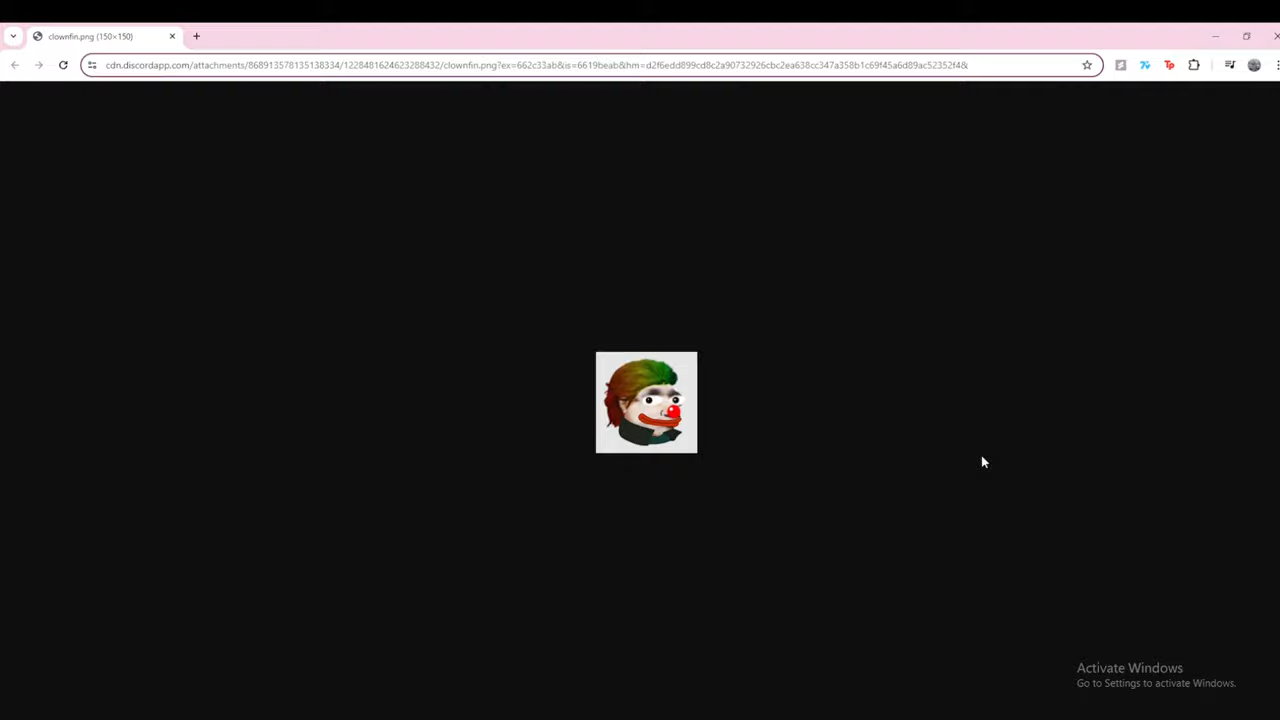 clownfin.png (150×150)
cdn.discordapp.com/attachments/868913578135138334/1228481624623288432/clownfin.png?ex=662c33ab&is=6619beab&hm=d2f6edd899cd8c2a90732926cbc2ea638cc347a358b1c69f45a6d89ac52352f4&
Tp
Activate Windows
Go to Settings to activate Windows.